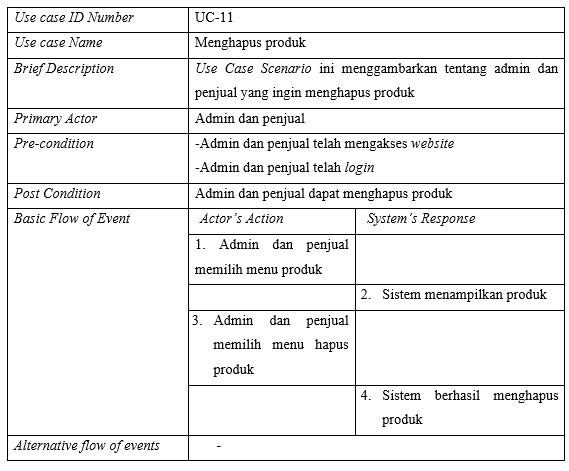 Use case ID Number UC-11
Use case Name Menghapus produk
Brief Description Use Case Scenario ini menggambarkan tentang admin dan
penjual yang ingin menghapus produk
Primary Actor Admin dan penjual
Pre-condition -Admin dan penjual telah mengakses website
-Admin dan penjual telah login
Post Condition Admin dan penjual dapat menghapus produk
Basic Flow of Event Actor’s Action System’s Response
1. Admin dan penjual
memilih menu produk
2. Sistem menampilkan produk
3. Admin dan penjual
memilih menu hapus
produk
4. Sistem berhasil menghapus
produk
Alternative flow of events -